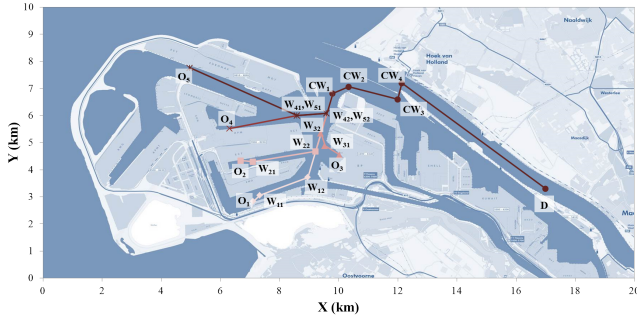 10
9
8
7
6
5
4
3
2
1
0
Y (km)
0
2
4
6
8
10
12
14
16
18
20
X (km)
Noordwijk
Hoek van
Holland
Oostvoorne
O₅
O₄
W₄₁,W₅₁
CW₁
CW₂
CW₄
CW₃
W₄₂,W₅₂
W₃₂
W₂₂
W₃₁
O₃
O₂
W₂₁
W₁₂
O₁
W₁₁
D